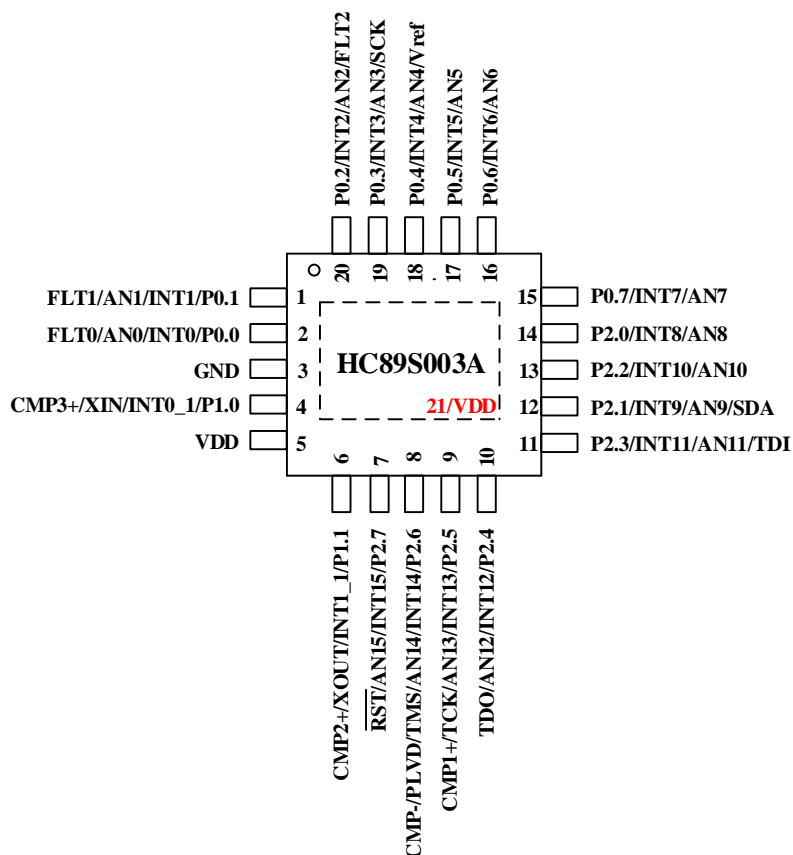 P0.2/INT2/AN2/FLT2
P0.3/INT3/AN3/SCK
P0.4/INT4/AN4/Vref
P0.5/INT5/AN5
P0.6/INT6/AN6
20
19
18
17
16
FLT1/AN1/INT1/P0.1
1
FLT0/AN0/INT0/P0.0
2
GND
3
CMP3+/XIN/INT0_1/P1.0
4
VDD
5
HC89S003A
21/VDD
15
P0.7/INT7/AN7
14
P2.0/INT8/AN8
13
P2.2/INT10/AN10
12
P2.1/INT9/AN9/SDA
11
P2.3/INT11/AN11/TDI
6
7
8
9
10
CMP2+/XOUT/INT1_1/P1.1
RST/AN15/INT15/P2.7
CMP-/PLVD/TMS/AN14/INT14/P2.6
CMP1+/TCK/AN13/INT13/P2.5
TDO/AN12/INT12/P2.4